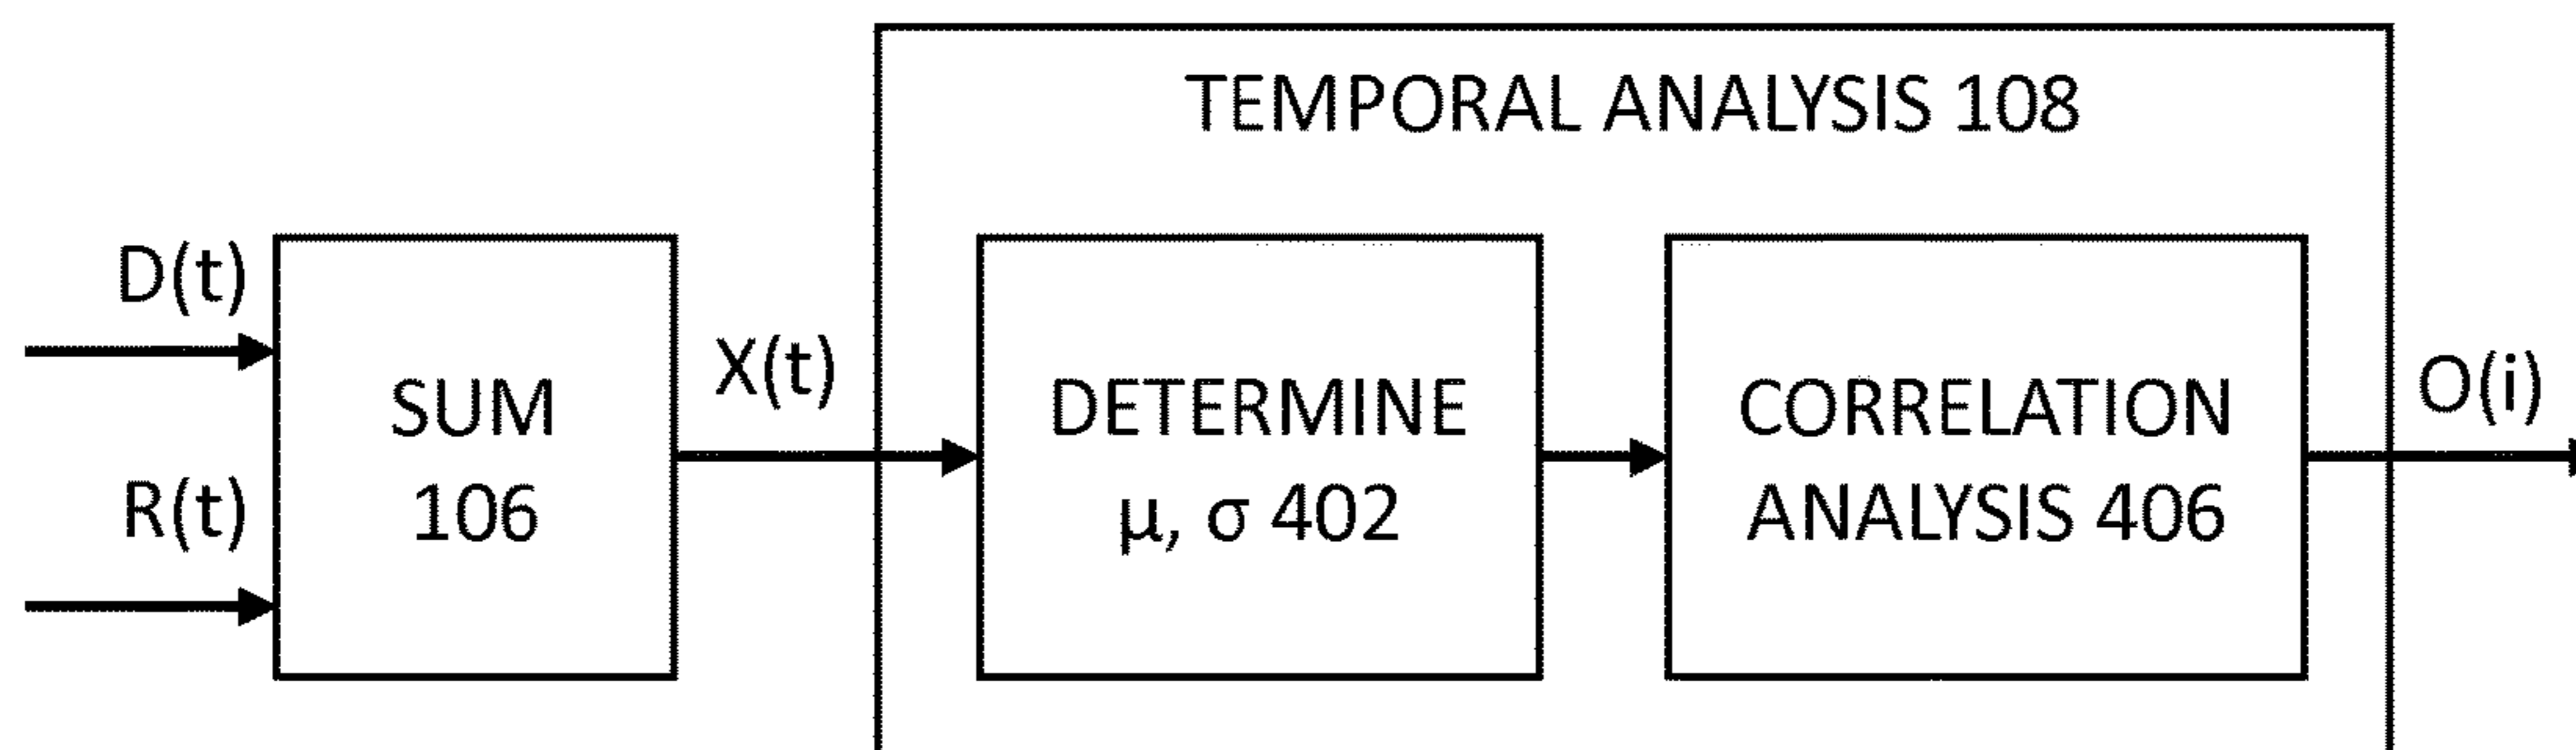 TEMPORAL ANALYSIS 108
D(t)
R(t)
SUM
106
X(t)
DETERMINE
μ, σ 402
CORRELATION
ANALYSIS 406
O(i)